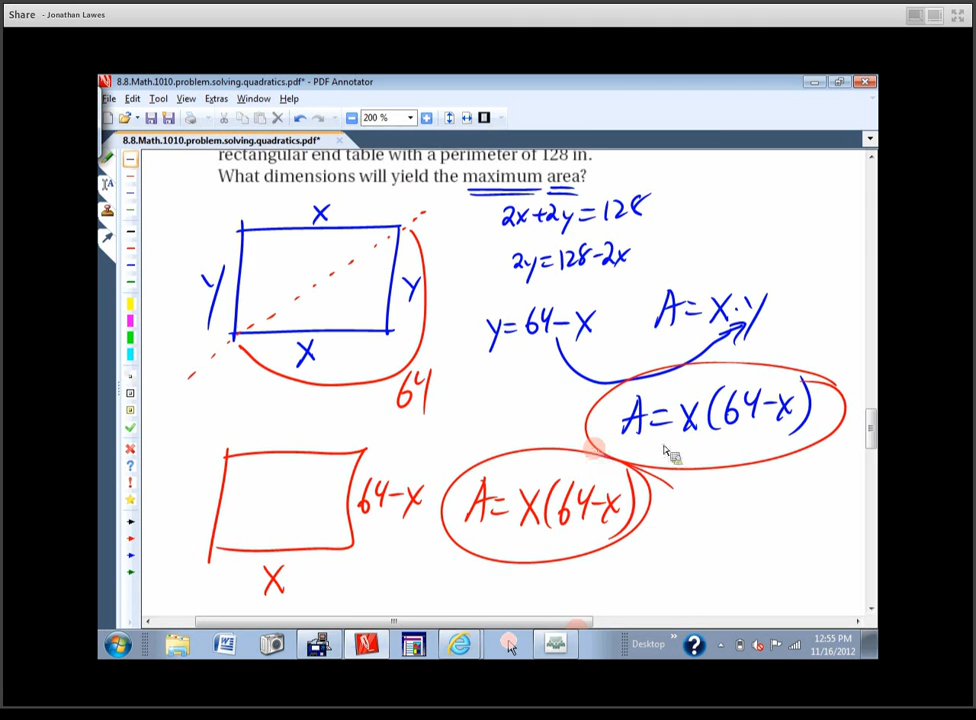 Share - Jonathan Lawes
8.8.Math.1010.problem.solving.quadratics.pdf* - PDF Annotator
File Edit Tool View Extras Window Help
200 %
8.8.Math.1010.problem.solving.quadratics.pdf*
rectangular end table with a perimeter of 128 in.
What dimensions will yield the maximum area?
x
2x+2y=128
2y=128-2x
y
y
y=64-x
A=x·y
x
64
A=x(64-x)
64-x
A=x(64-x)
x
Desktop
12:55 PM
11/16/2012